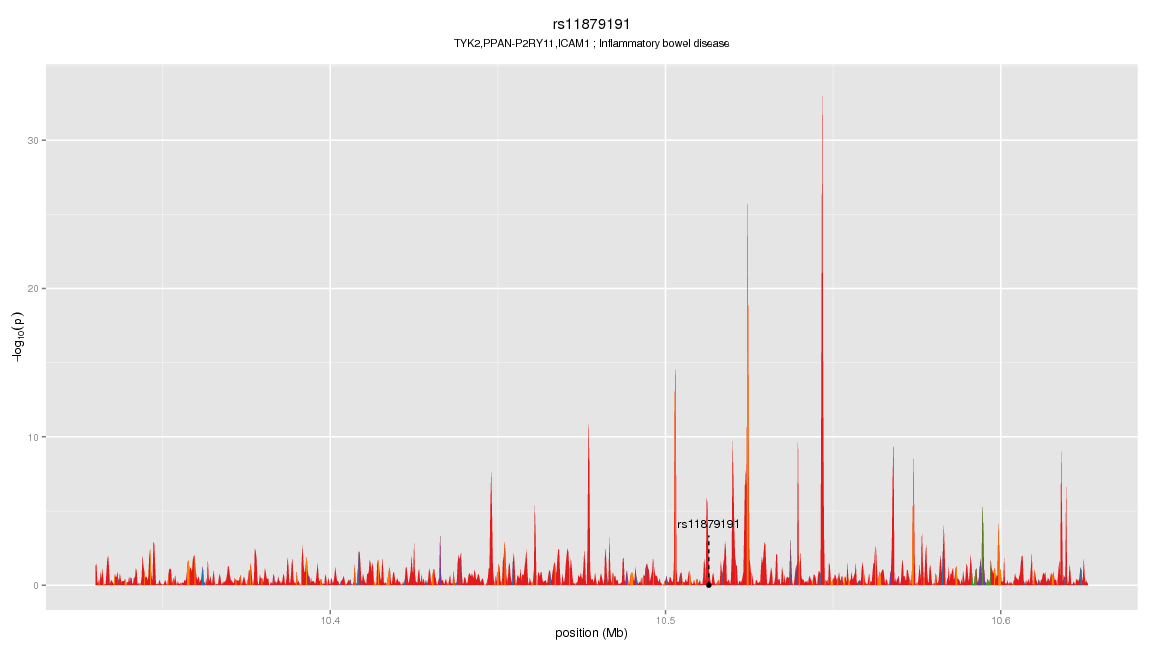 rs11879191
TYK2,PPAN-P2RY11,ICAM1 ; Inflammatory bowel disease
30
20
10
0
-log10(p)
rs11879191
10.4
10.5
10.6
position (Mb)